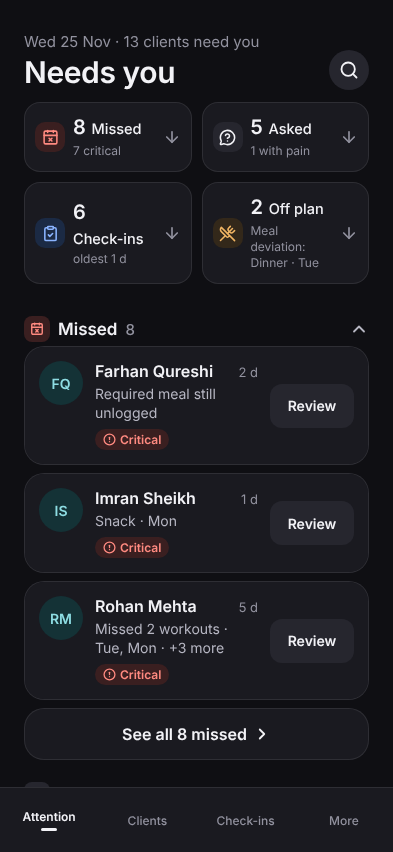 Wed 25 Nov · 13 clients need you
Needs you
8 Missed
7 critical
5 Asked
1 with pain
6
Check-ins
oldest 1 d
2 Off plan
Meal
deviation:
Dinner · Tue
Missed 8
FQ
Farhan Qureshi 2 d
Required meal still
unlogged
Critical
Review
IS
Imran Sheikh 1 d
Snack · Mon
Critical
Review
RM
Rohan Mehta 5 d
Missed 2 workouts ·
Tue, Mon · +3 more
Critical
Review
See all 8 missed
Attention Clients Check-ins More